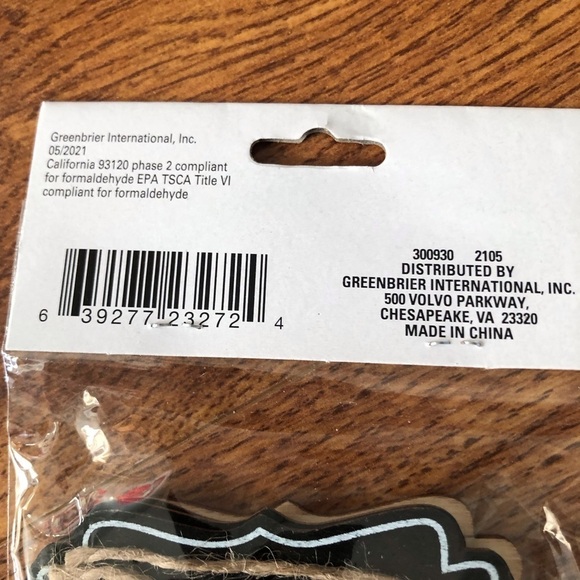 Greenbrier International, Inc.
05/2021
California 93120 phase 2 compliant
for formaldehyde EPA TSCA Title VI
compliant for formaldehyde
6 39277 23272 4
300930 2105
DISTRIBUTED BY
GREENBRIER INTERNATIONAL, INC.
500 VOLVO PARKWAY,
CHESAPEAKE, VA 23320
MADE IN CHINA